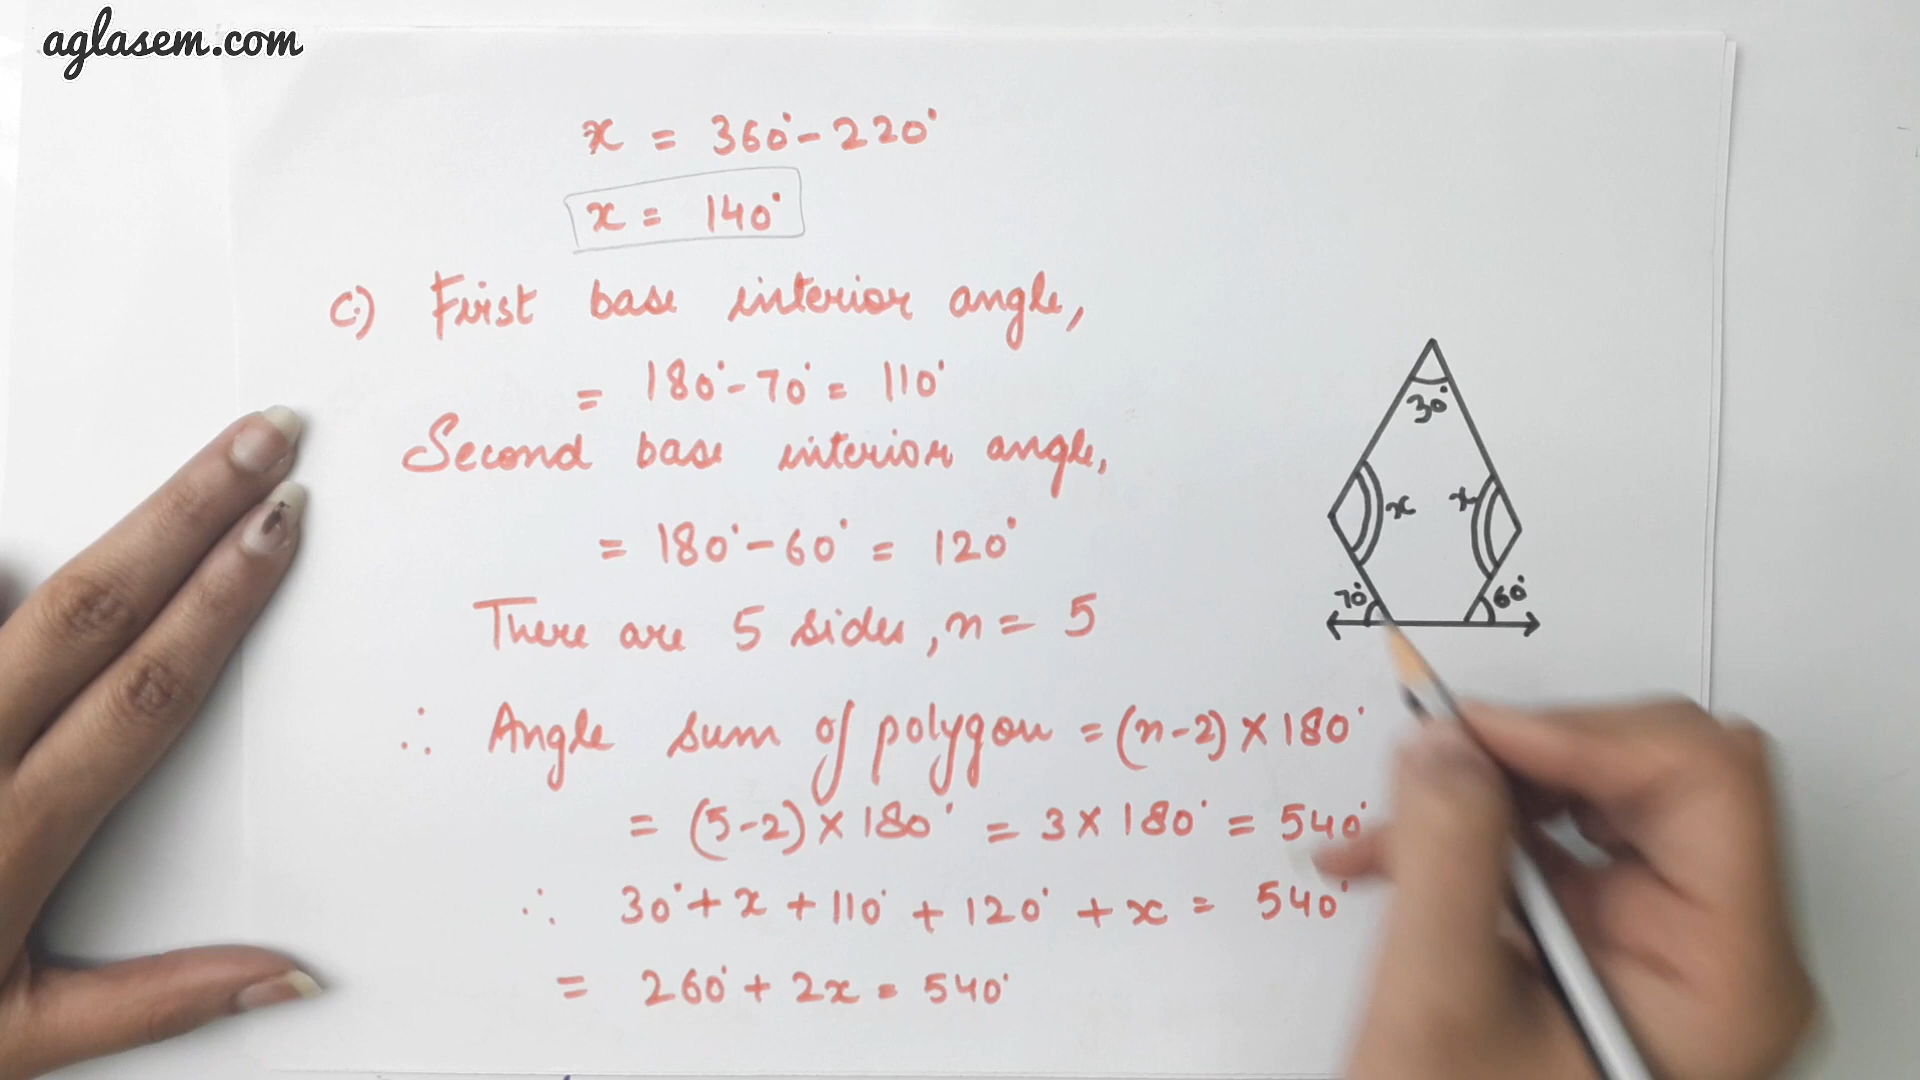 aglasem.com
x = 360° - 220°
x = 140°
c) First base interior angle,
= 180° - 70° = 110°
Second base interior angle,
= 180° - 60° = 120°
There are 5 sides, n = 5
∴ Angle sum of polygon = (n-2) × 180°
= (5-2) × 180° = 3 × 180° = 540°
∴ 30° + x + 110° + 120° + x = 540°
= 260° + 2x = 540°
30°
x x
70° 60°